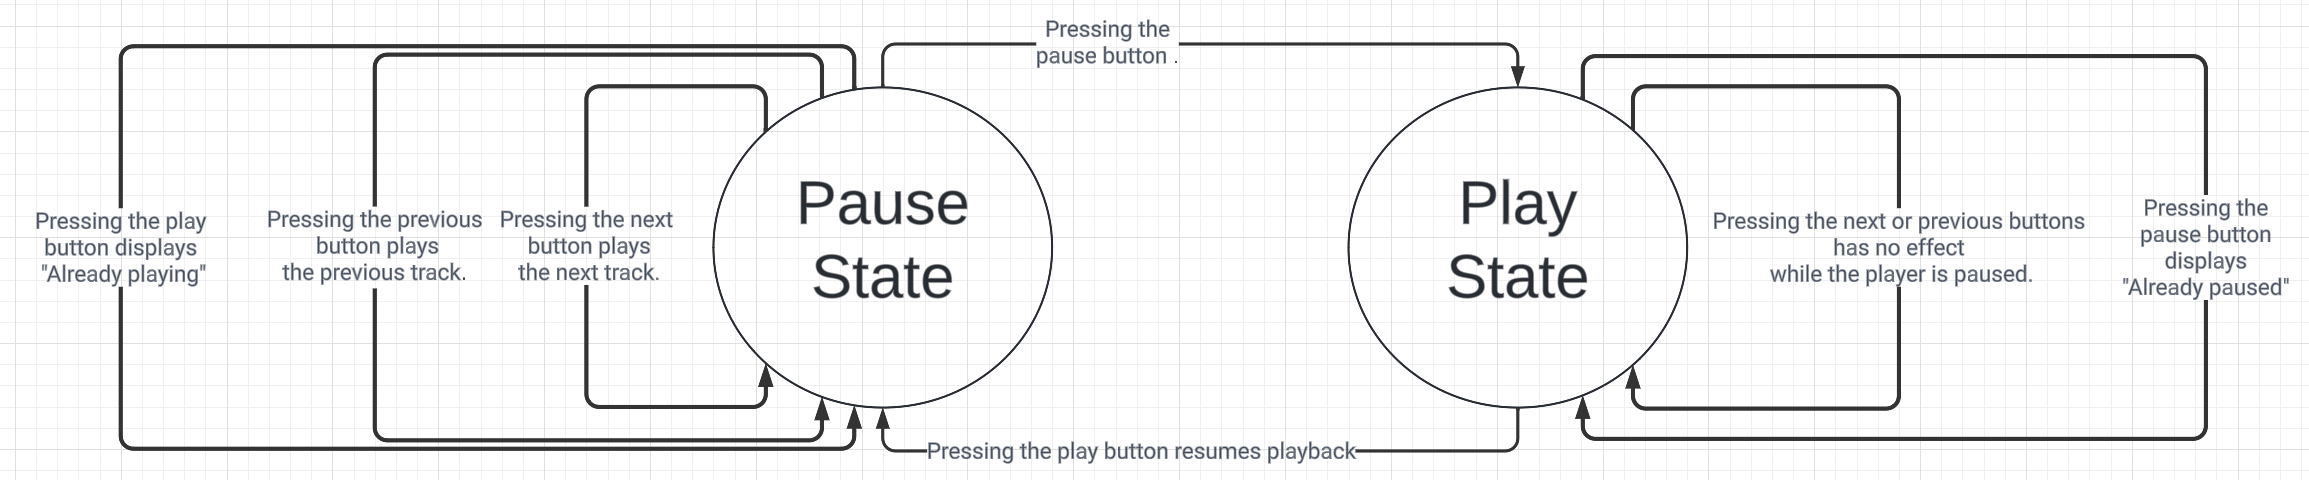 Pressing the
pause button .
Pressing the play
button displays
"Already playing"
Pressing the previous
button plays
the previous track.
Pressing the next
button plays
the next track.
Pause
State
Play
State
Pressing the next or previous buttons
has no effect
while the player is paused.
Pressing the
pause button
displays
"Already paused"
Pressing the play button resumes playback